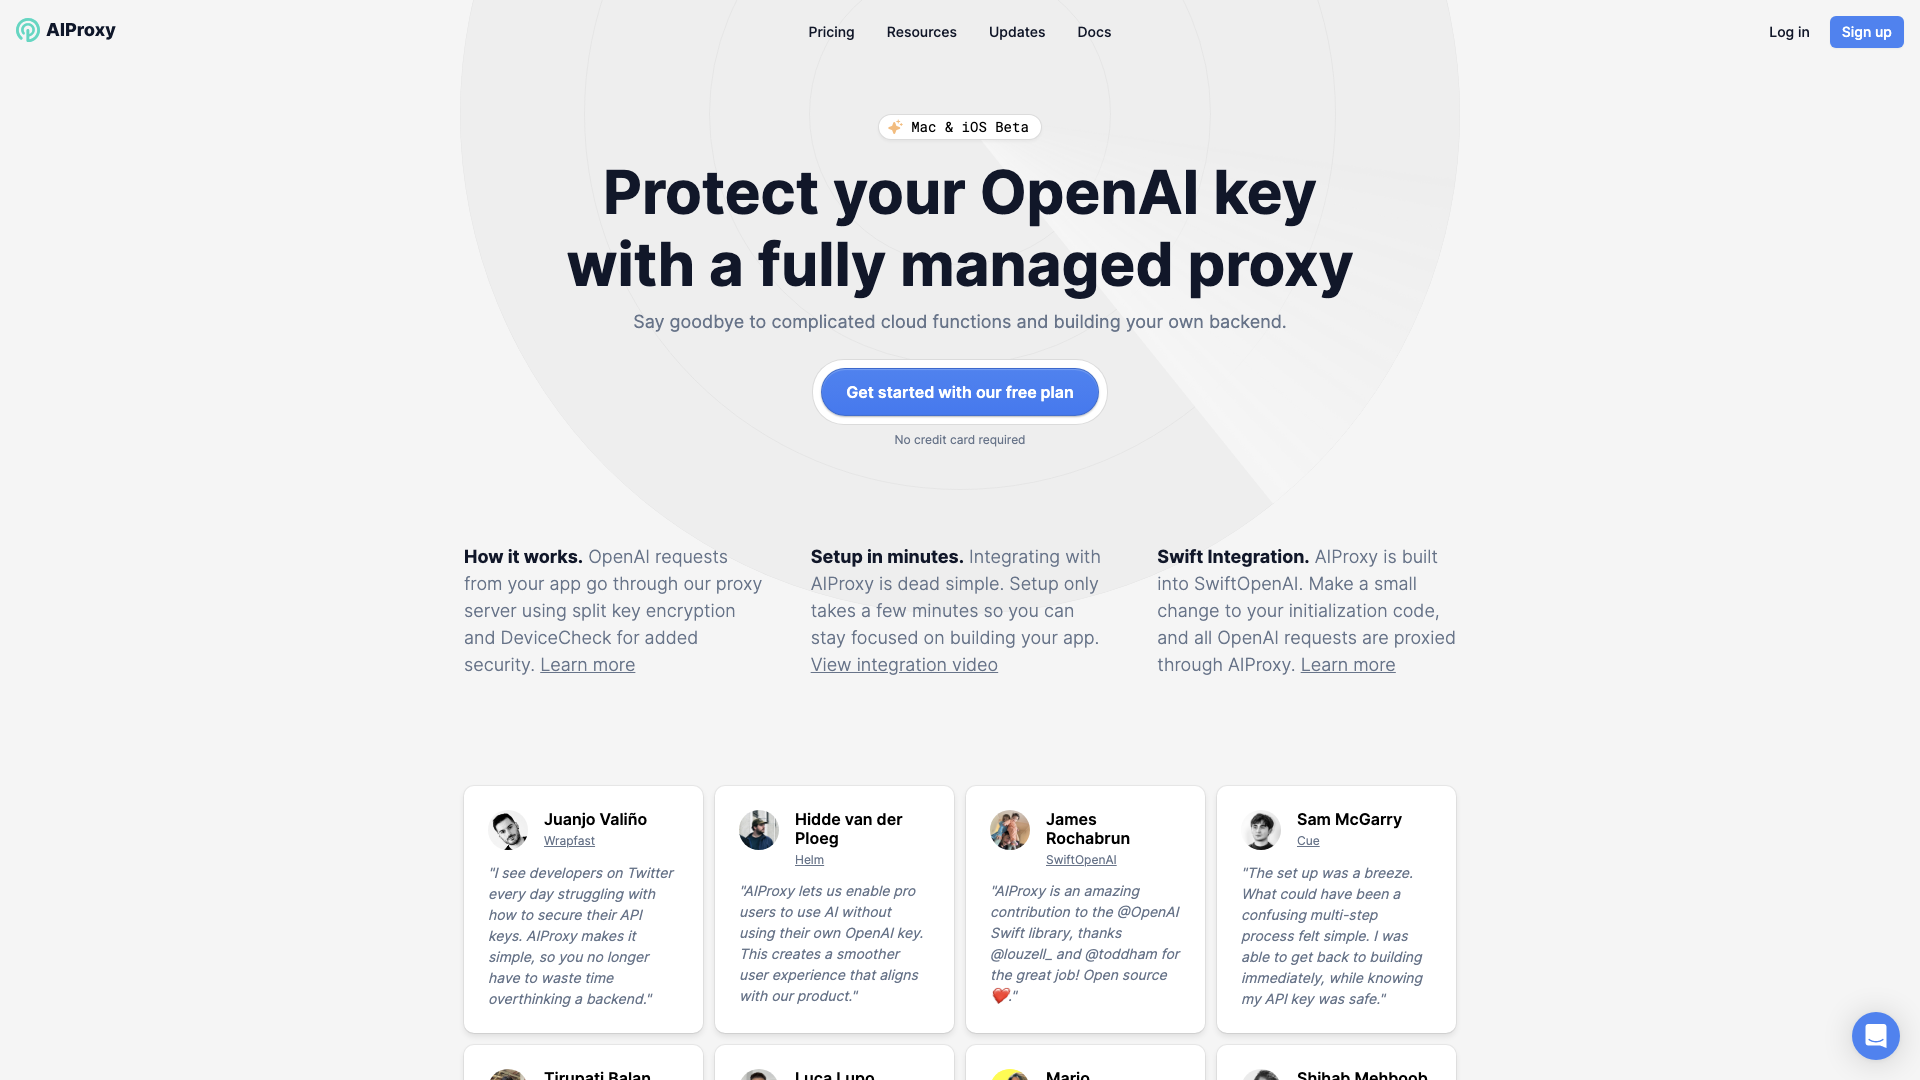 AIProxy
Pricing
Resources
Updates
Docs
Log in
Sign up
Mac & iOS Beta
Protect your OpenAI key
with a fully managed proxy
Say goodbye to complicated cloud functions and building your own backend.
Get started with our free plan
No credit card required
How it works. OpenAI requests
from your app go through our proxy
server using split key encryption
and DeviceCheck for added
security. Learn more
Setup in minutes. Integrating with
AIProxy is dead simple. Setup only
takes a few minutes so you can
stay focused on building your app.
View integration video
Swift Integration. AIProxy is built
into SwiftOpenAI. Make a small
change to your initialization code,
and all OpenAI requests are proxied
through AIProxy. Learn more
Juanjo Valiño
Wrapfast
"I see developers on Twitter
every day struggling with
how to secure their API
keys. AIProxy makes it
simple, so you no longer
have to waste time
overthinking a backend."
Hidde van der
Ploeg
Helm
"AIProxy lets us enable pro
users to use AI without
using their own OpenAI key.
This creates a smoother
user experience that aligns
with our product."
James
Rochabrun
SwiftOpenAI
"AIProxy is an amazing
contribution to the @OpenAI
Swift library, thanks
@louzell_ and @toddham for
the great job! Open source
❤️."
Sam McGarry
Cue
"The set up was a breeze.
What could have been a
confusing multi-step
process felt simple. I was
able to get back to building
immediately, while knowing
my API key was safe."
Tirupati Balan
Luca Lupo
Mario
Shihab Mehboob